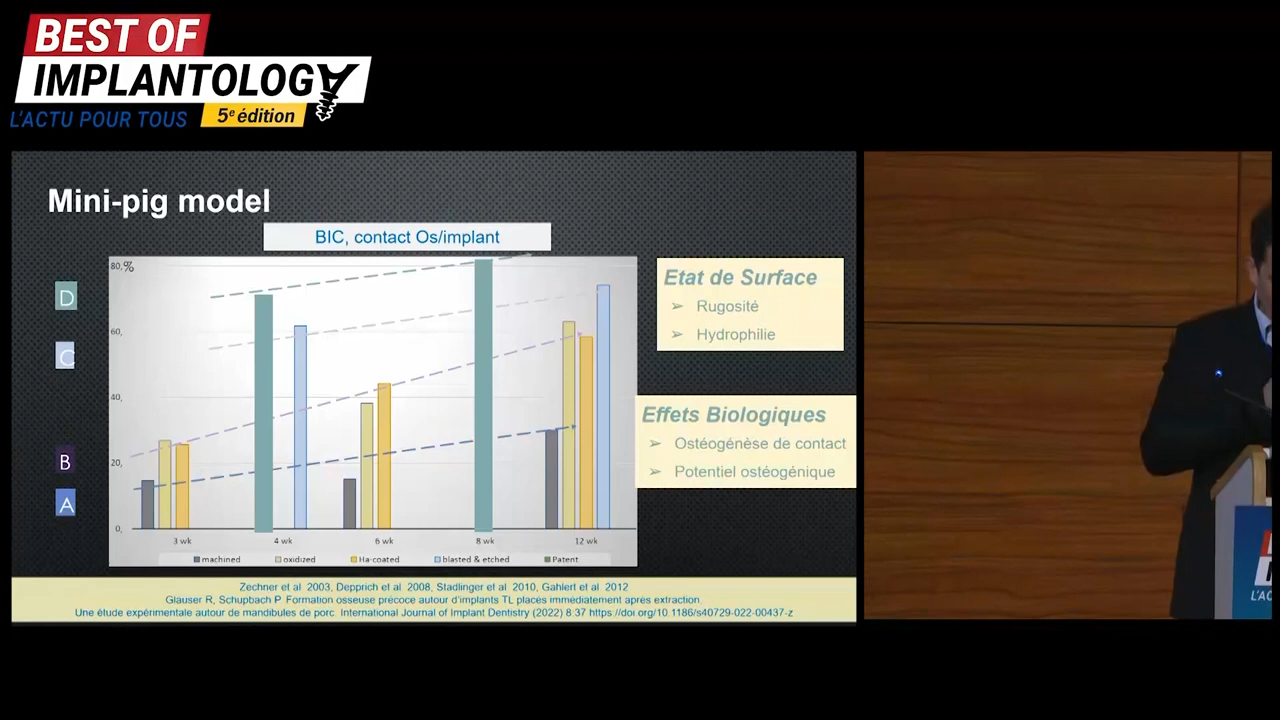 BEST OF
IMPLANTOLOGY
L'ACTU POUR TOUS
5e édition
Mini-pig model
BIC, contact Os/implant
80,%
60,
40,
20,
0,
D
C
B
A
3 wk
4 wk
6 wk
8 wk
12 wk
machined
oxidized
Ha-coated
blasted & etched
Patent
Etat de Surface
➢ Rugosité
➢ Hydrophilie
Effets Biologiques
➢ Ostéogénèse de contact
➢ Potentiel ostéogénique
Zechner et al 2003, Depprich et al 2008, Stadlinger et al 2010, Gahlert et al 2012
Glauser R, Schupbach P Formation osseuse précoce autour d'implants TL placés immédiatement après extraction.
Une étude expérimentale autour de mandibules de porc. International Journal of Implant Dentistry (2022) 8:37 https://doi.org/10.1186/s40729-022-00437-z